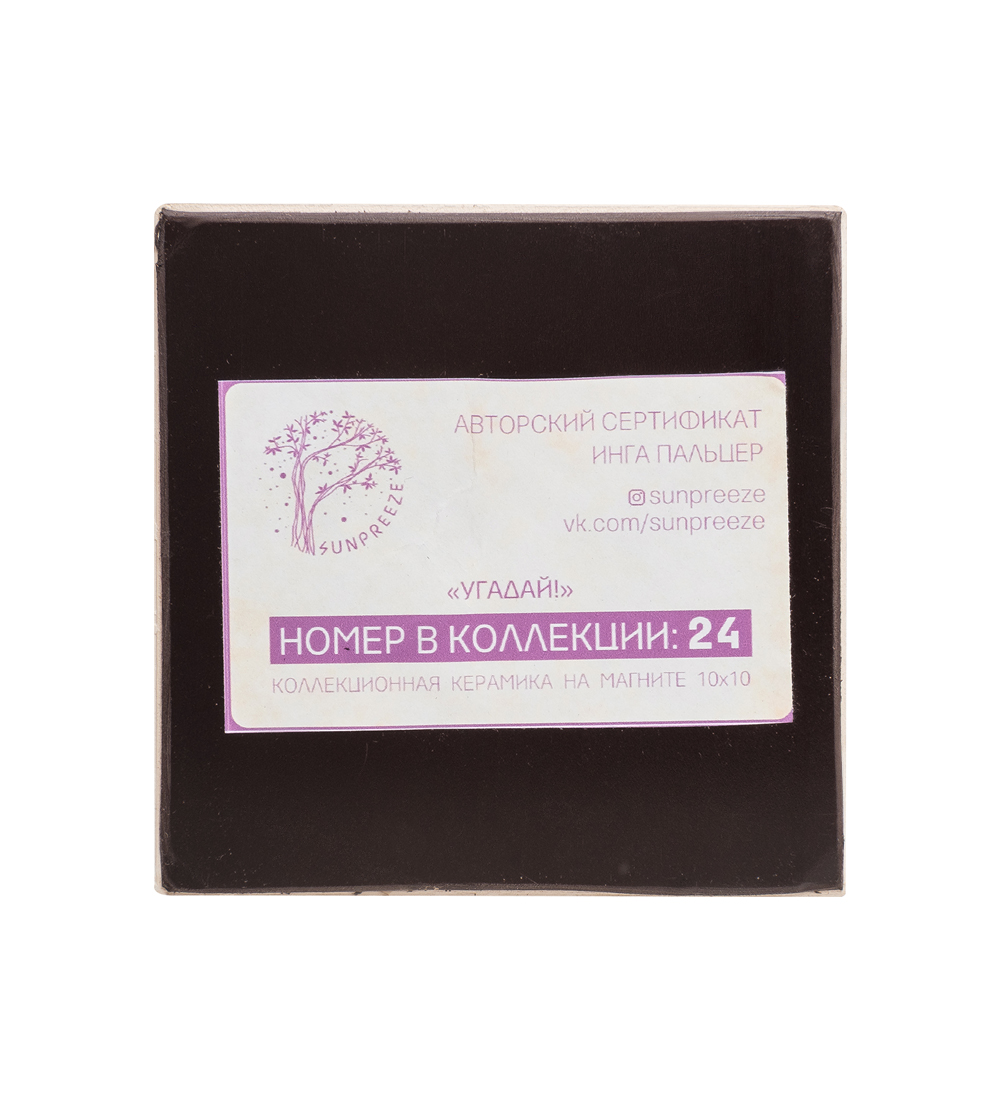 АВТОРСКИЙ СЕРТИФИКАТ
ИНГА ПАЛЬЦЕР
sunpreeze
vk.com/sunpreeze
SUNPREEZE
«УГАДАЙ!»
НОМЕР В КОЛЛЕКЦИИ: 24
КОЛЛЕКЦИОННАЯ КЕРАМИКА НА МАГНИТЕ 10x10